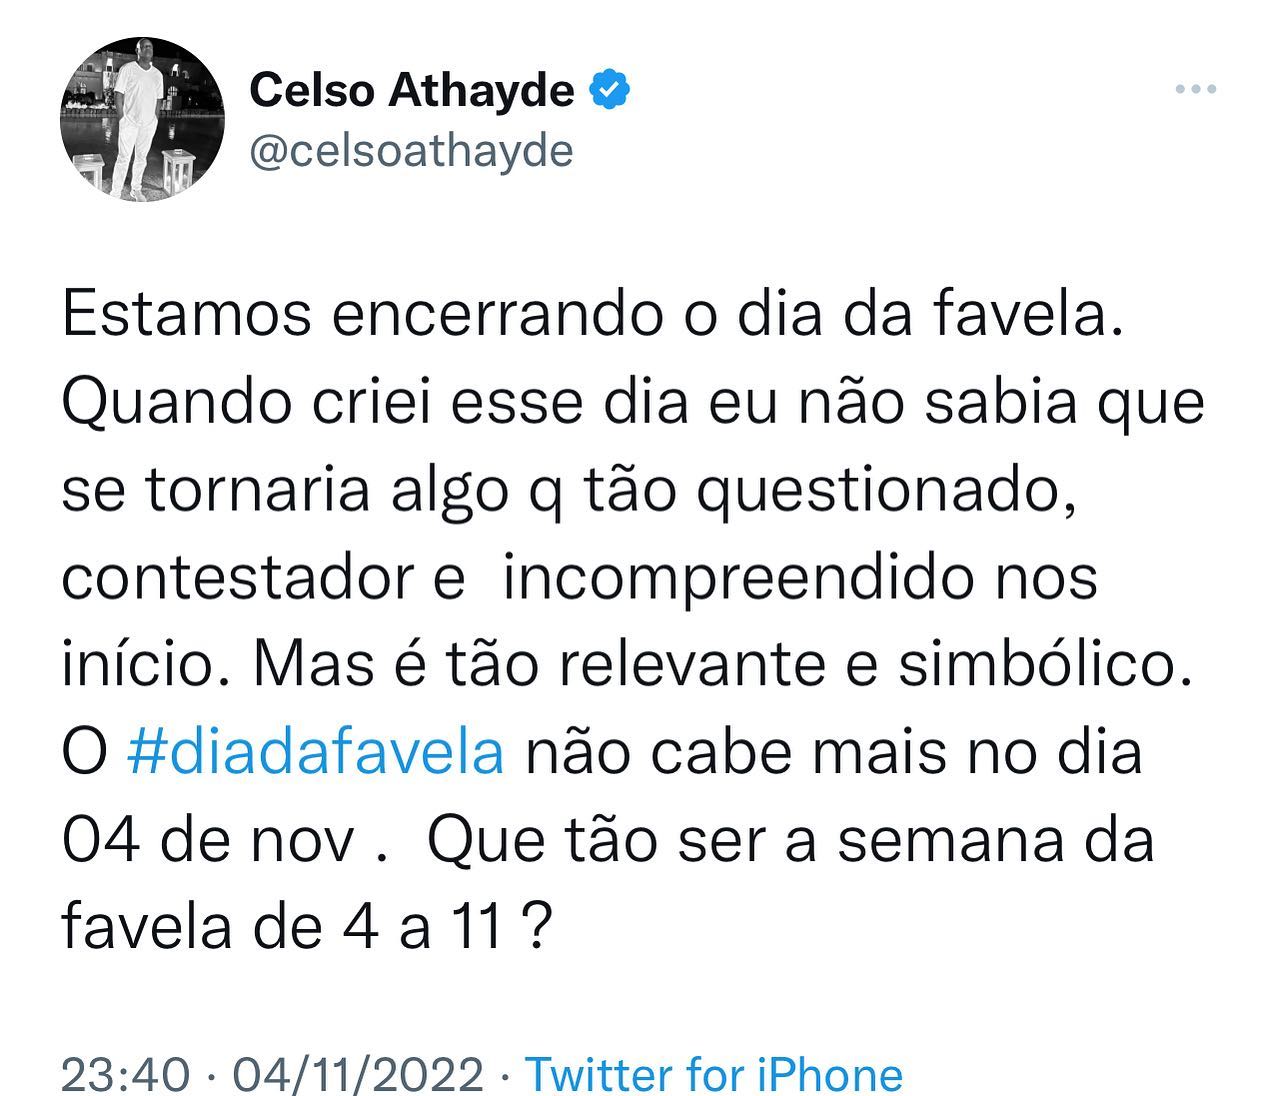 Celso Athayde
@celsoathayde
Estamos encerrando o dia da favela.
Quando criei esse dia eu não sabia que
se tornaria algo q tão questionado,
contestador e  incompreendido nos
início. Mas é tão relevante e simbólico.
O #diadafavela não cabe mais no dia
04 de nov .  Que tão ser a semana da
favela de 4 a 11 ?
23:40 · 04/11/2022 · Twitter for iPhone